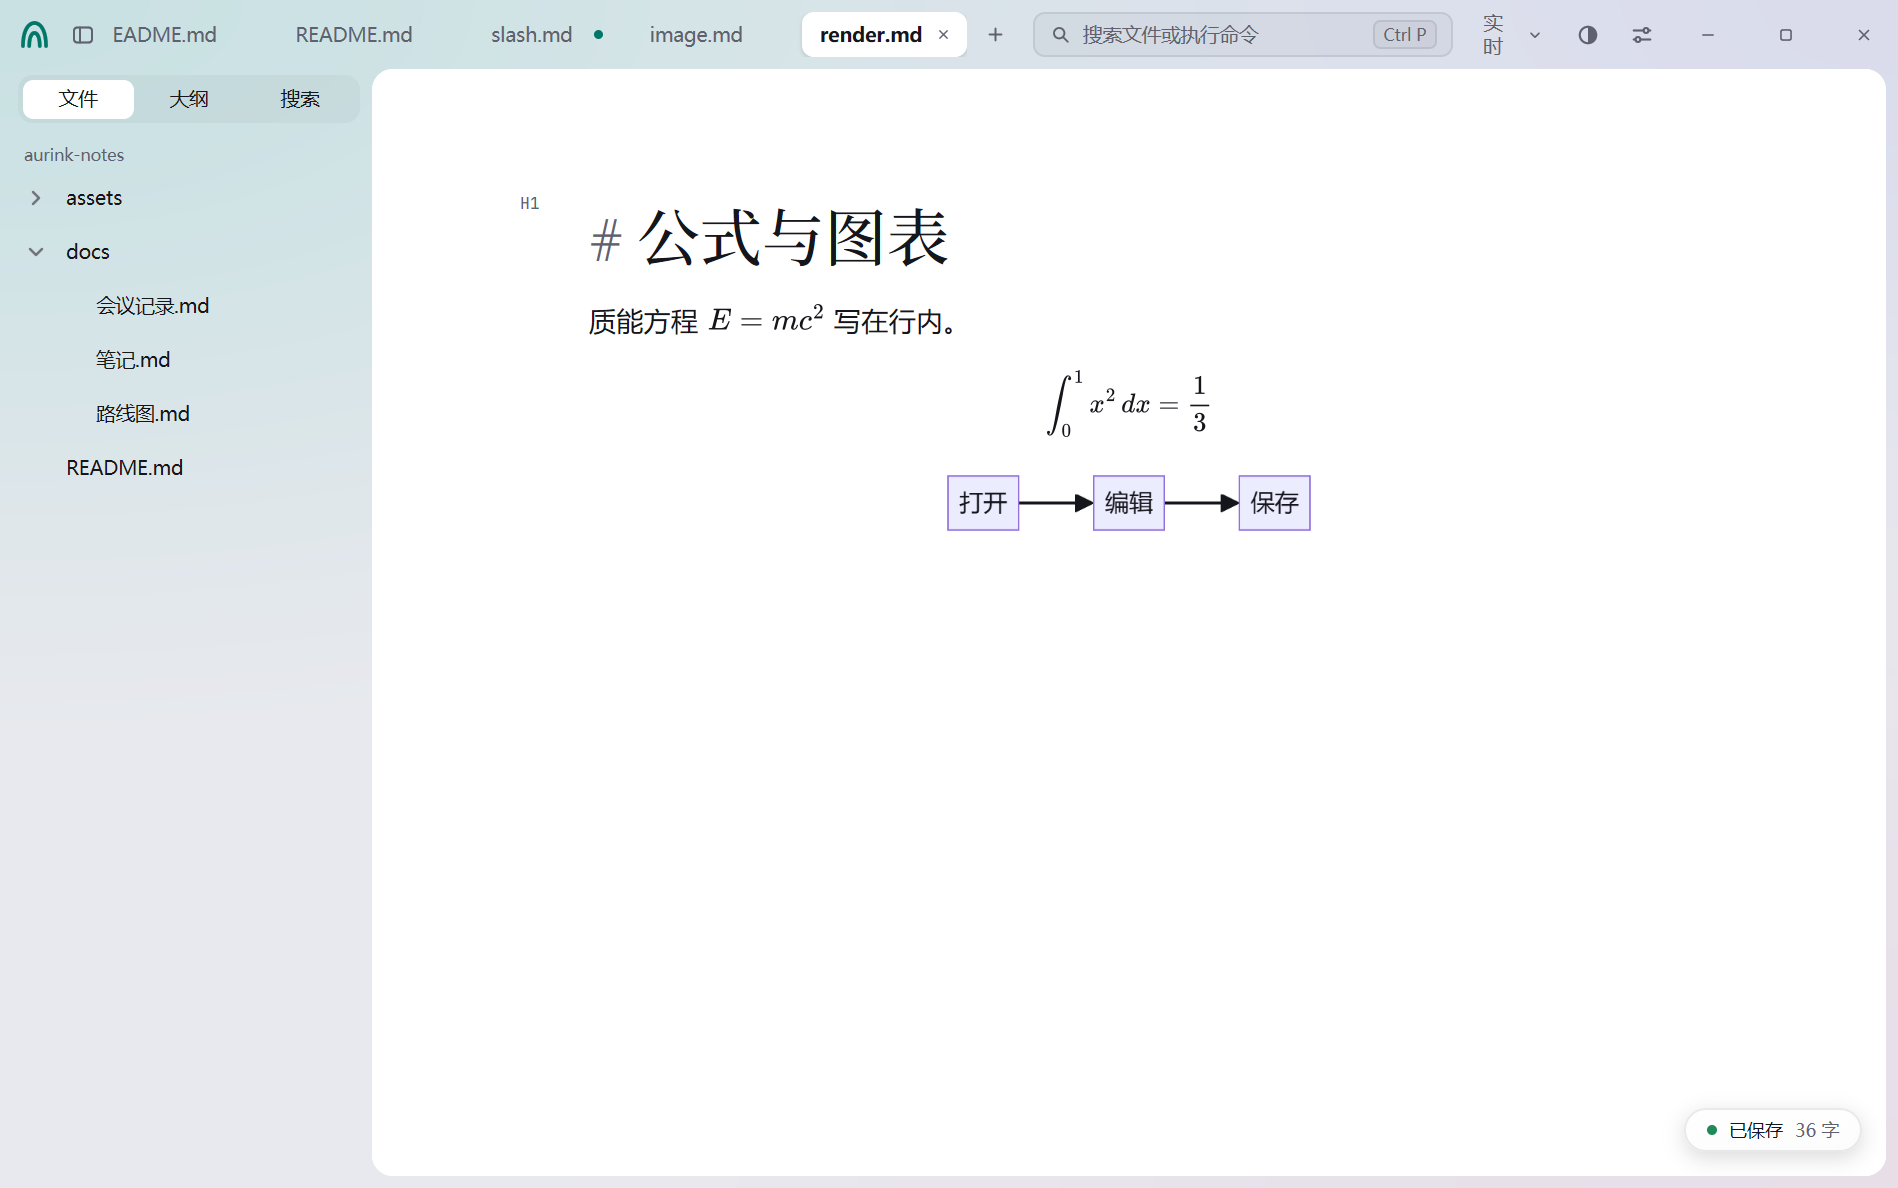 EADME.md README.md slash.md image.md render.md 搜索文件或执行命令 Ctrl P 实时
文件 大纲 搜索
aurink-notes
assets
docs
会议记录.md
笔记.md
路线图.md
README.md
H1
# 公式与图表
质能方程 E = mc² 写在行内。
∫₀¹ x² dx = 1/3
打开 编辑 保存
已保存 36 字